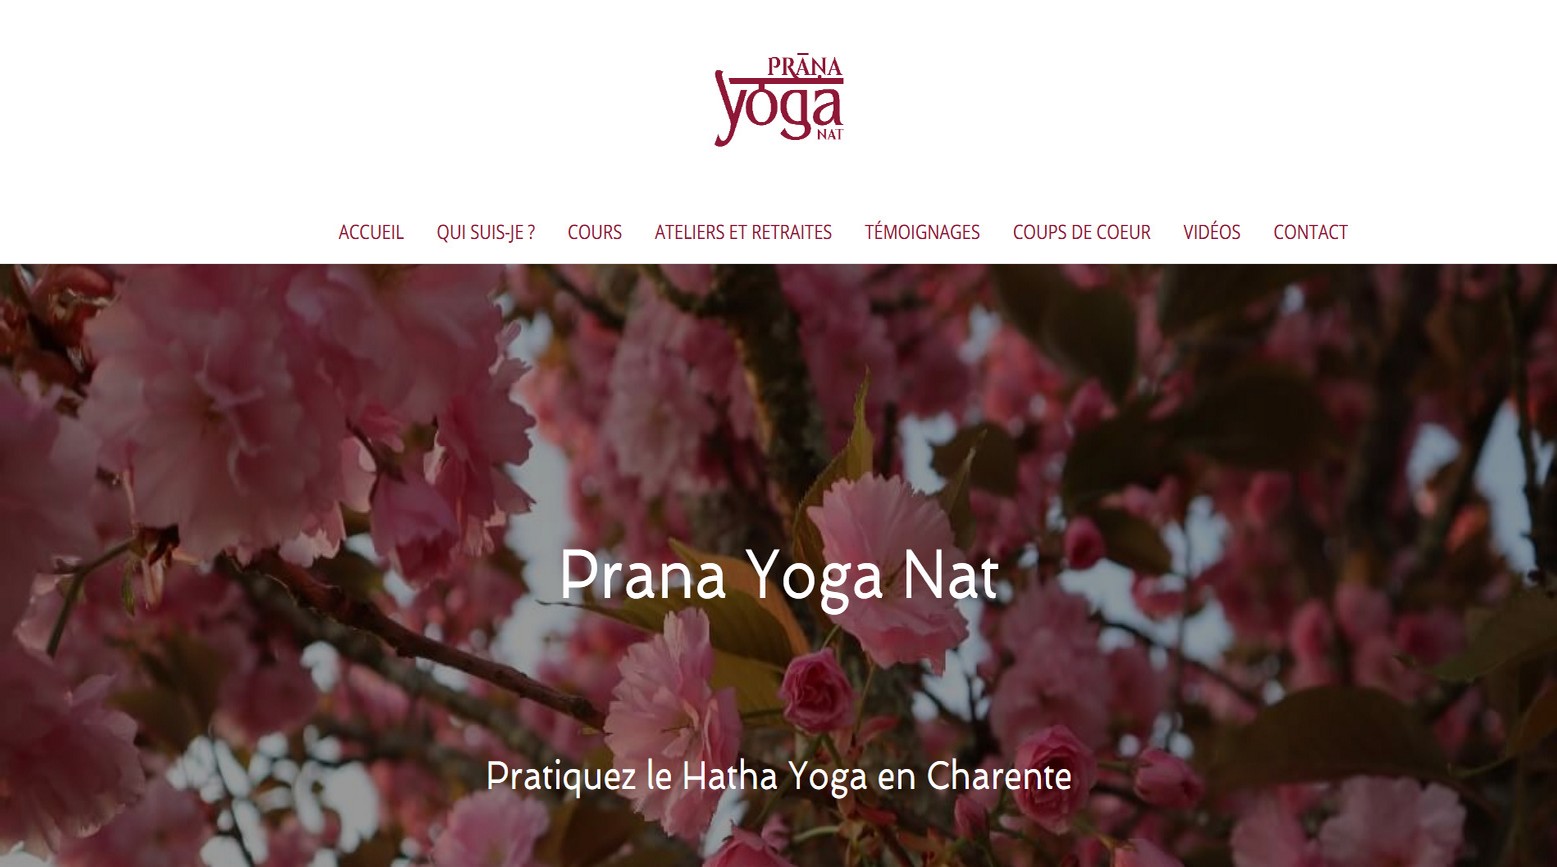 PRĀṆA
yoga
NAT
ACCUEIL QUI SUIS-JE ? COURS ATELIERS ET RETRAITES TÉMOIGNAGES COUPS DE COEUR VIDÉOS CONTACT
Prana Yoga Nat
Pratiquez le Hatha Yoga en Charente